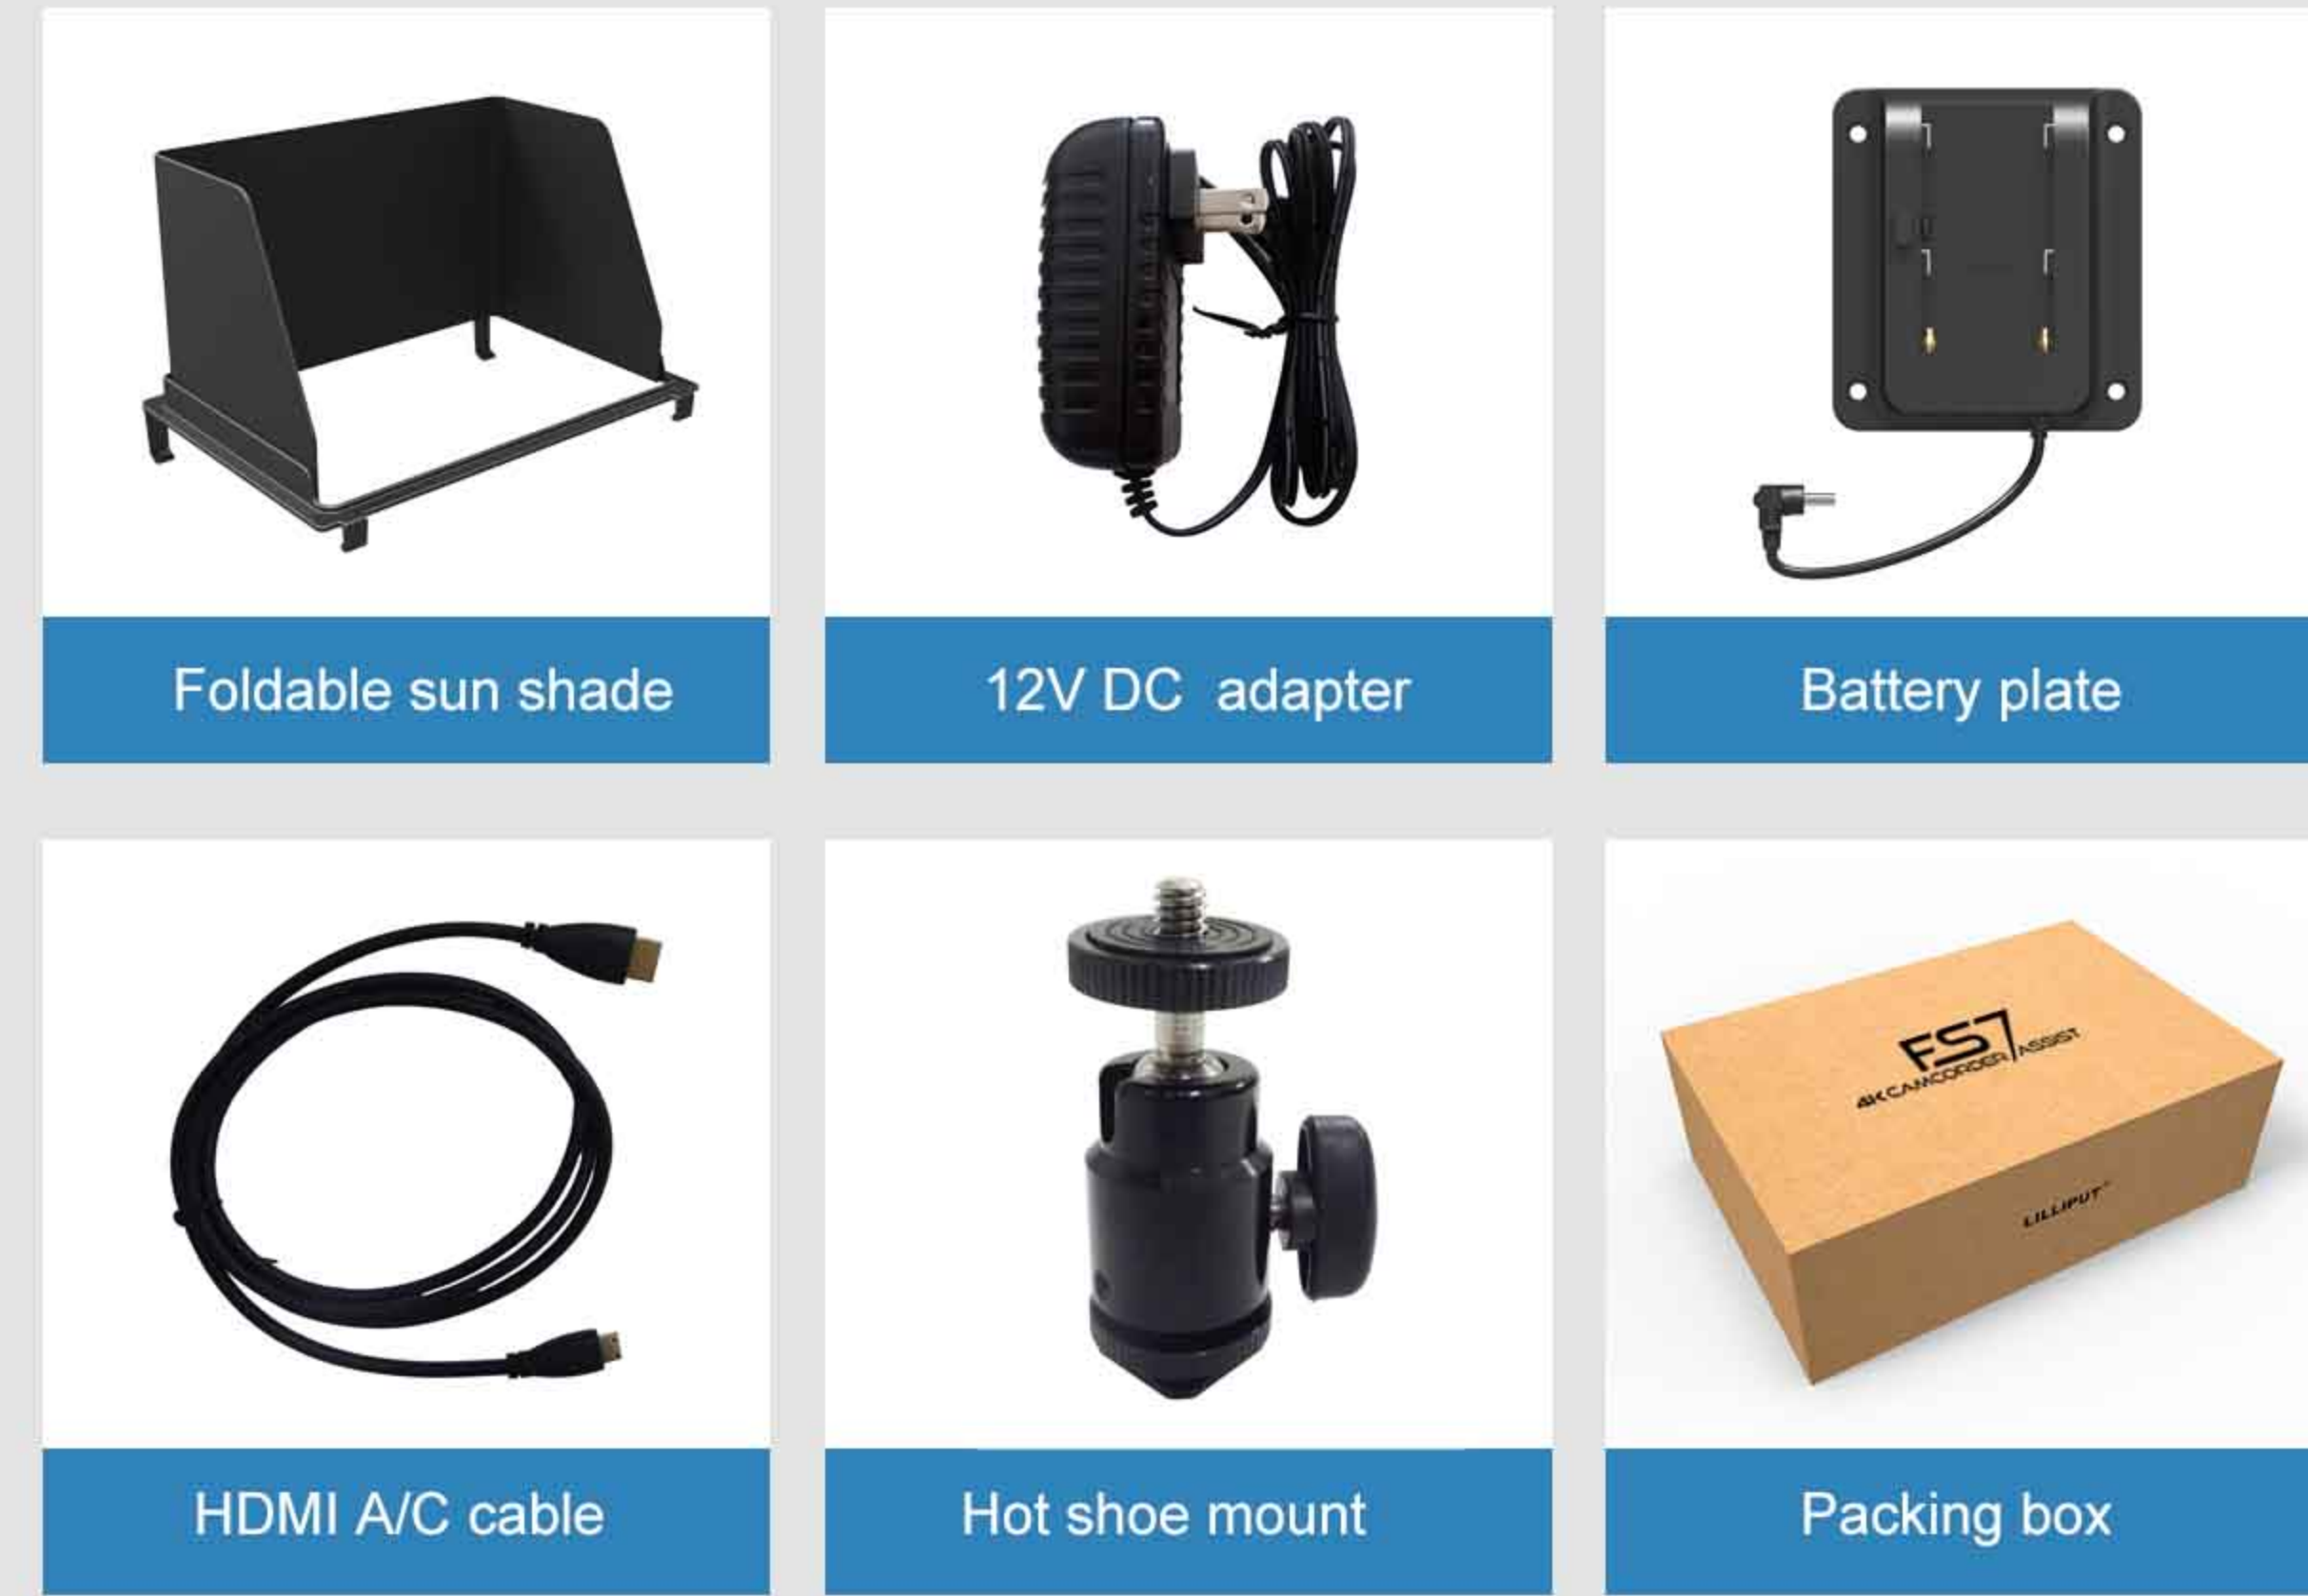 Foldable sun shade
12V DC adapter
Battery plate
FS7
4K CAMCORDER ASSIST
LILLIPUT
HDMI A/C cable
Hot shoe mount
Packing box